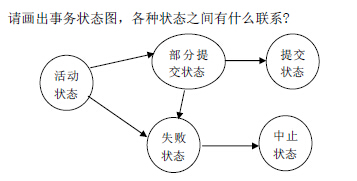 请画出事务状态图，各种状态之间有什么联系?
部分提
交状态
提交
状态
活动
状态
失败
状态
中止
状态